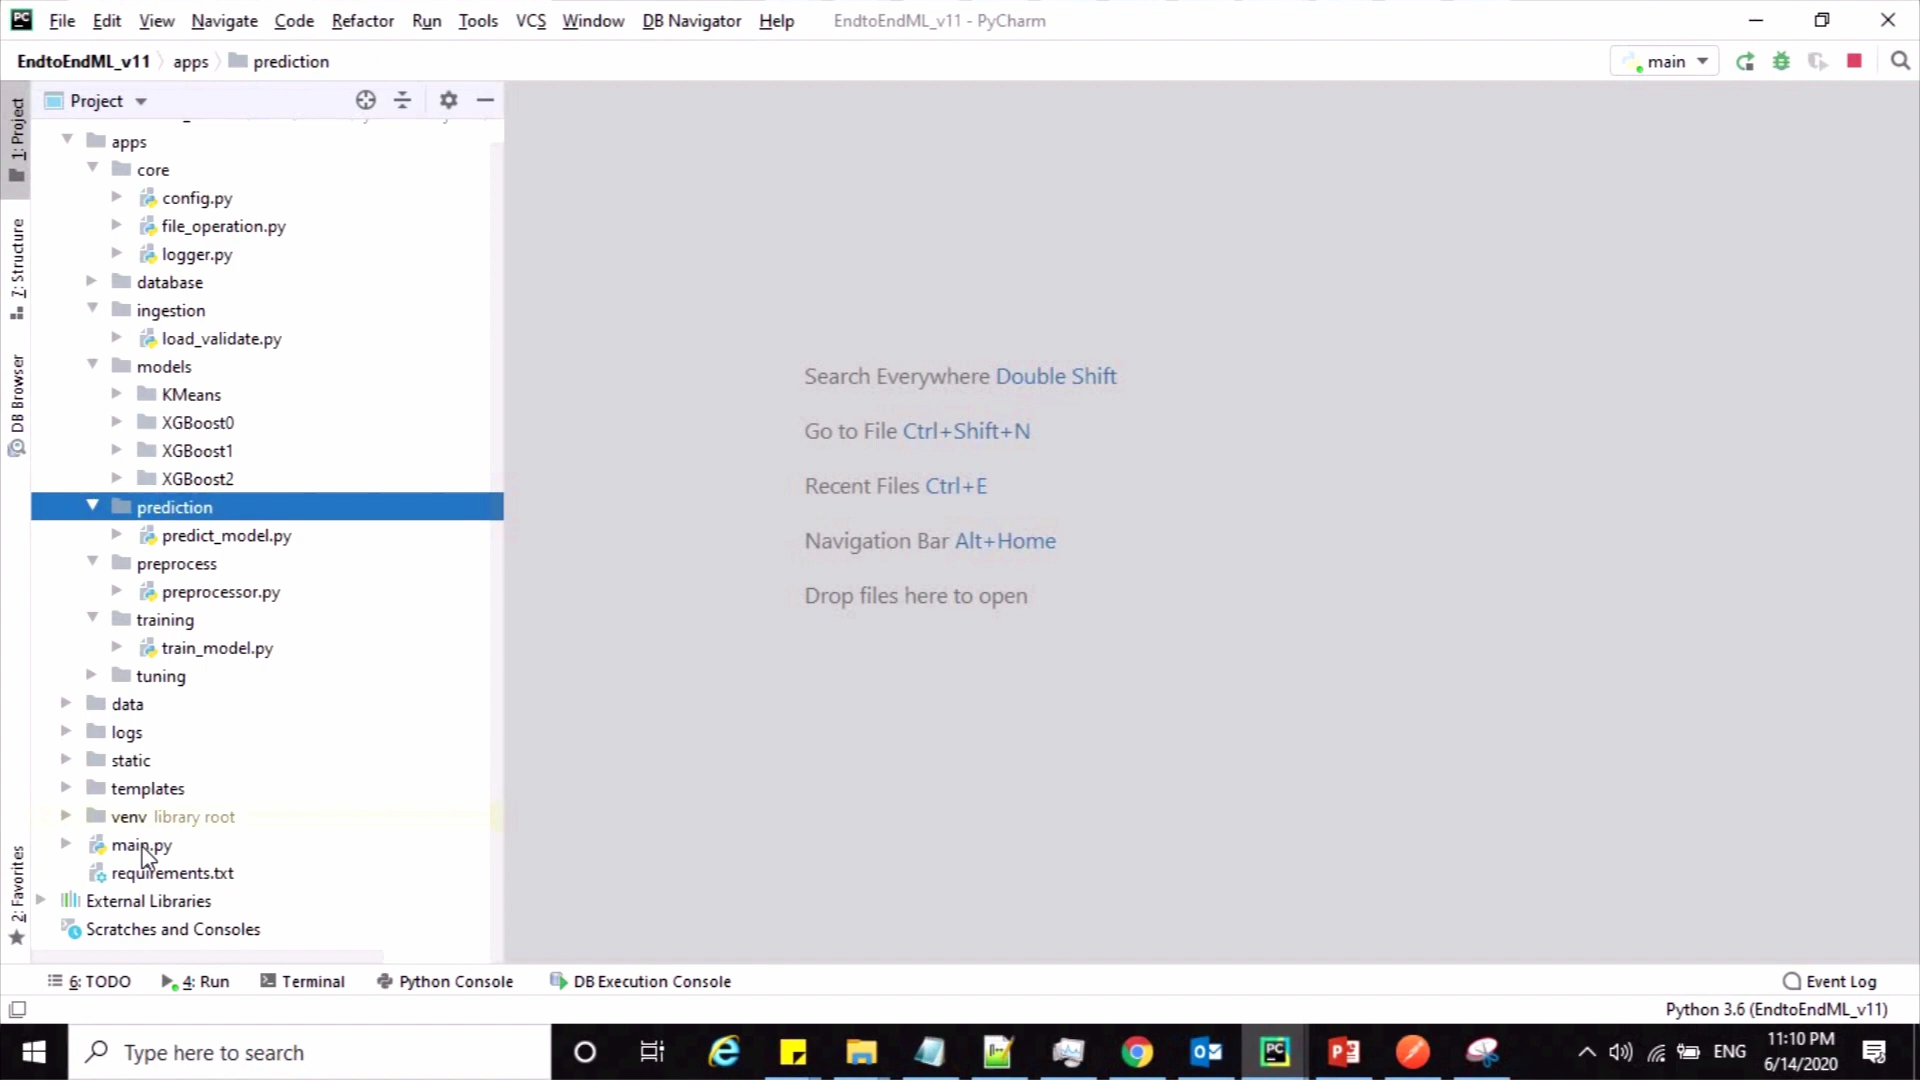 File Edit View Navigate Code Refactor Run Tools VCS Window DB Navigator Help EndtoEndML_v11 - PyCharm
EndtoEndML_v11 apps prediction main
Project
apps
core
config.py
file_operation.py
logger.py
database
ingestion
load_validate.py
models
KMeans
XGBoost0
XGBoost1
XGBoost2
prediction
predict_model.py
preprocess
preprocessor.py
training
train_model.py
tuning
data
logs
static
templates
venv library root
main.py
requirements.txt
External Libraries
Scratches and Consoles
1: Project
7: Structure
DB Browser
2: Favorites
Search Everywhere Double Shift
Go to File Ctrl+Shift+N
Recent Files Ctrl+E
Navigation Bar Alt+Home
Drop files here to open
6: TODO 4: Run Terminal Python Console DB Execution Console Event Log
Python 3.6 (EndtoEndML_v11)
Type here to search
ENG
11:10 PM
6/14/2020